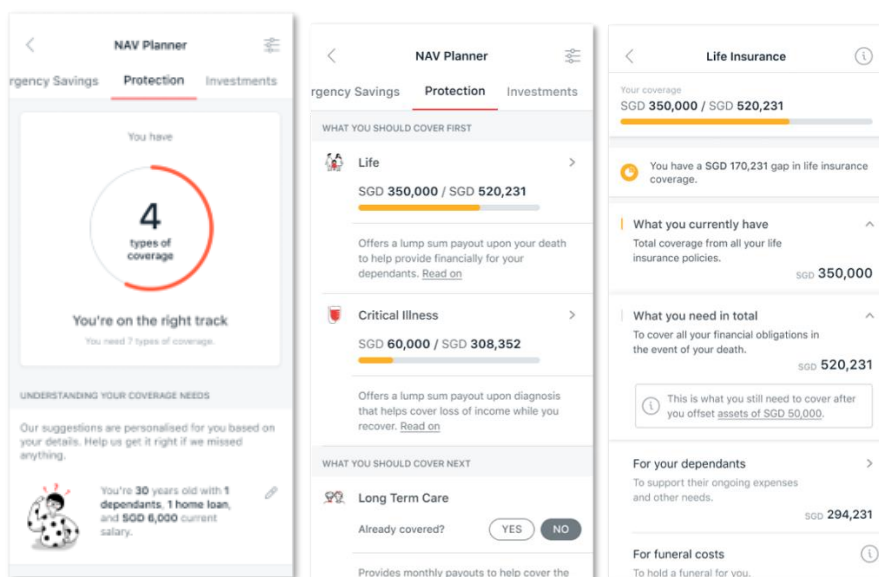 NAV Planner
rgency Savings Protection Investments
You have
4
types of
coverage
You're on the right track
You need 7 types of coverage.
UNDERSTANDING YOUR COVERAGE NEEDS
Our suggestions are personalised for you based on
your details. Help us get it right if we missed
anything.
You're 30 years old with 1
dependants, 1 home loan,
and SGD 6,000 current
salary.
NAV Planner
rgency Savings Protection Investments
WHAT YOU SHOULD COVER FIRST
Life
SGD 350,000 / SGD 520,231
Offers a lump sum payout upon your death
to help provide financially for your
dependants. Read on
Critical Illness
SGD 60,000 / SGD 308,352
Offers a lump sum payout upon diagnosis
that helps cover loss of income while you
recover. Read on
WHAT YOU SHOULD COVER NEXT
Long Term Care
Already covered? YES NO
Provides monthly payouts to help cover the
Life Insurance
Your coverage
SGD 350,000 / SGD 520,231
You have a SGD 170,231 gap in life insurance
coverage.
What you currently have
Total coverage from all your life
insurance policies.
SGD 350,000
What you need in total
To cover all your financial obligations in
the event of your death.
SGD 520,231
This is what you still need to cover after
you offset assets of SGD 50,000.
For your dependants
To support their ongoing expenses
and other needs.
SGD 294,231
For funeral costs
To hold a funeral for you.